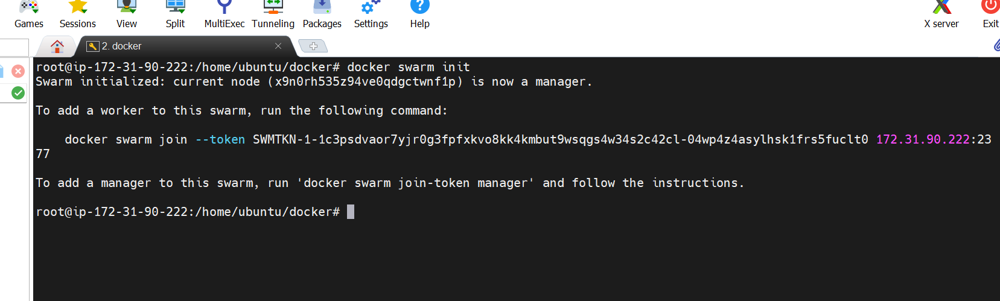 Games Sessions View Split MultiExec Tunneling Packages Settings Help X server Exit
2. docker
root@ip-172-31-90-222:/home/ubuntu/docker# docker swarm init
Swarm initialized: current node (x9n0rh535z94ve0qdgctwnf1p) is now a manager.
To add a worker to this swarm, run the following command:
docker swarm join --token SWMTKN-1-1c3psdvaor7yjr0g3fpfxkvo8kk4kmbut9wsqgs4w34s2c42cl-04wp4z4asylhsk1frs5fuclt0 172.31.90.222:23
77
To add a manager to this swarm, run 'docker swarm join-token manager' and follow the instructions.
root@ip-172-31-90-222:/home/ubuntu/docker#